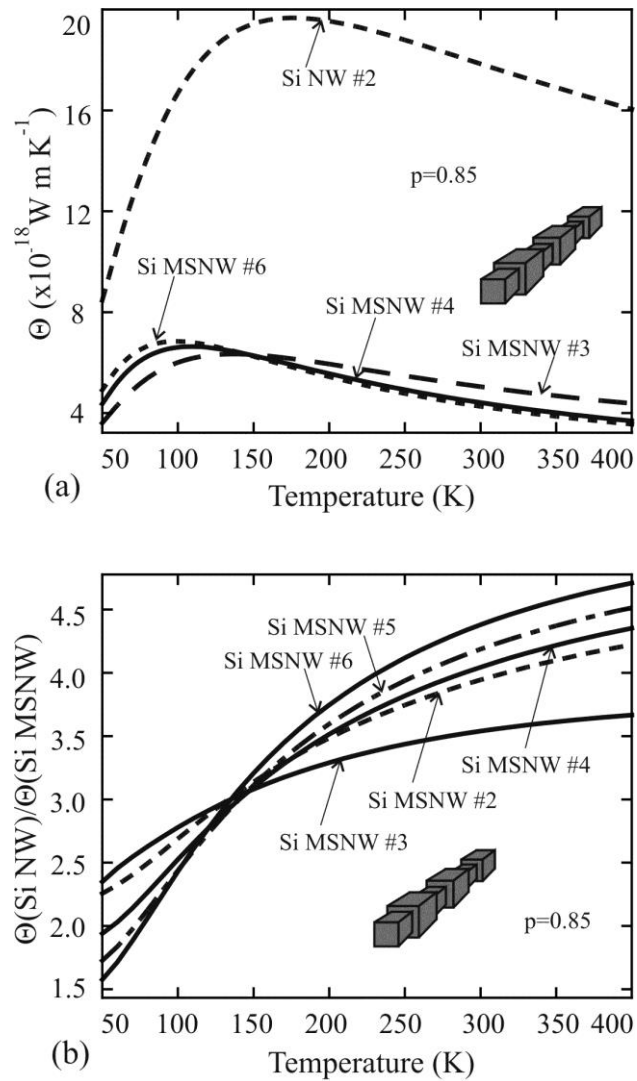 20
16
12
8
4
Θ (x10⁻¹⁸W m K⁻¹)
Si NW #2
p=0.85
Si MSNW #6
Si MSNW #4
Si MSNW #3
50 100 150 200 250 300 350 400
(a) Temperature (K)
4.5
4.0
3.5
3.0
2.5
2.0
1.5
Θ(Si NW)/Θ(Si MSNW)
Si MSNW #5
Si MSNW #6
Si MSNW #4
Si MSNW #2
Si MSNW #3
p=0.85
50 100 150 200 250 300 350 400
(b) Temperature (K)